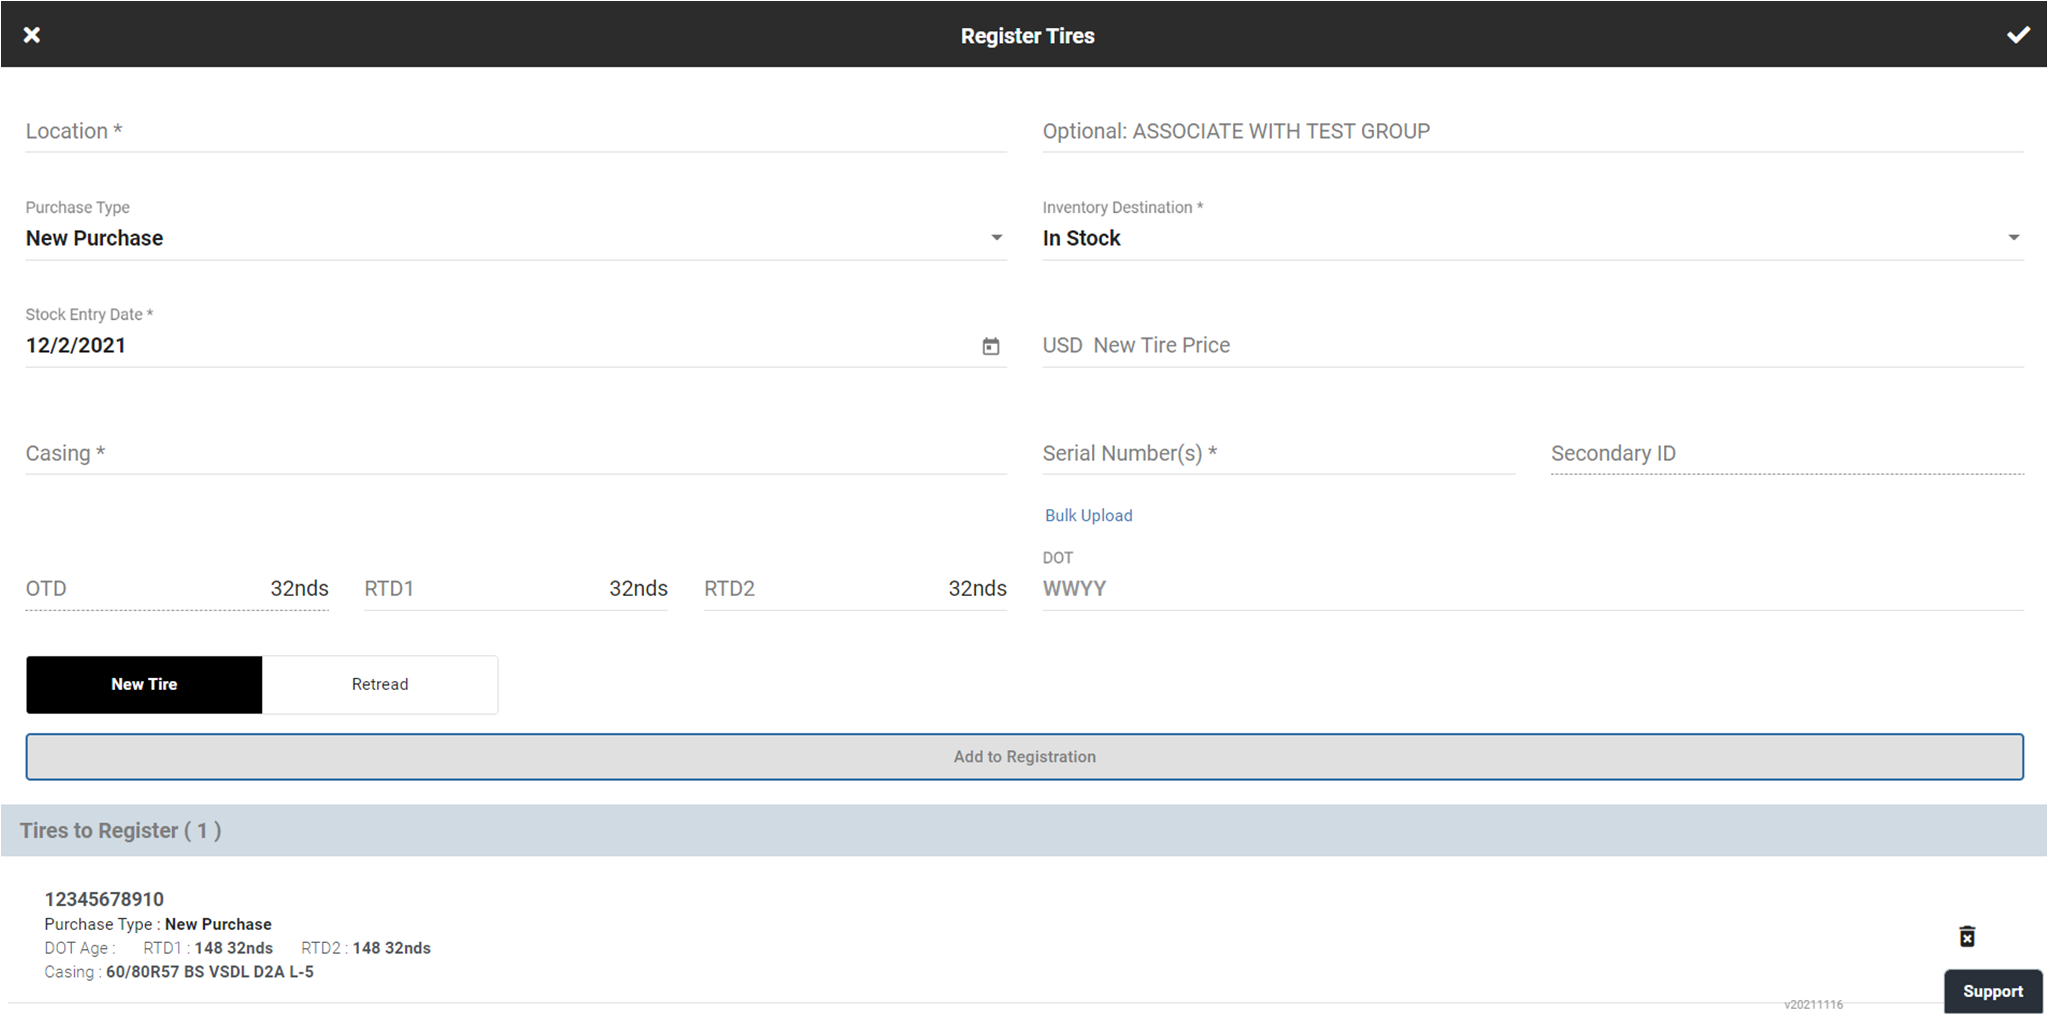 Register Tires
Location *
Optional: ASSOCIATE WITH TEST GROUP
Purchase Type
New Purchase
Inventory Destination *
In Stock
Stock Entry Date *
12/2/2021
USD New Tire Price
Casing *
Serial Number(s) *
Secondary ID
Bulk Upload
OTD 32nds
RTD1 32nds
RTD2 32nds
DOT
WWYY
New Tire
Retread
Add to Registration
Tires to Register ( 1 )
12345678910
Purchase Type : New Purchase
DOT Age : RTD1 : 148 32nds RTD2 : 148 32nds
Casing : 60/80R57 BS VSDL D2A L-5
Support
v20211116